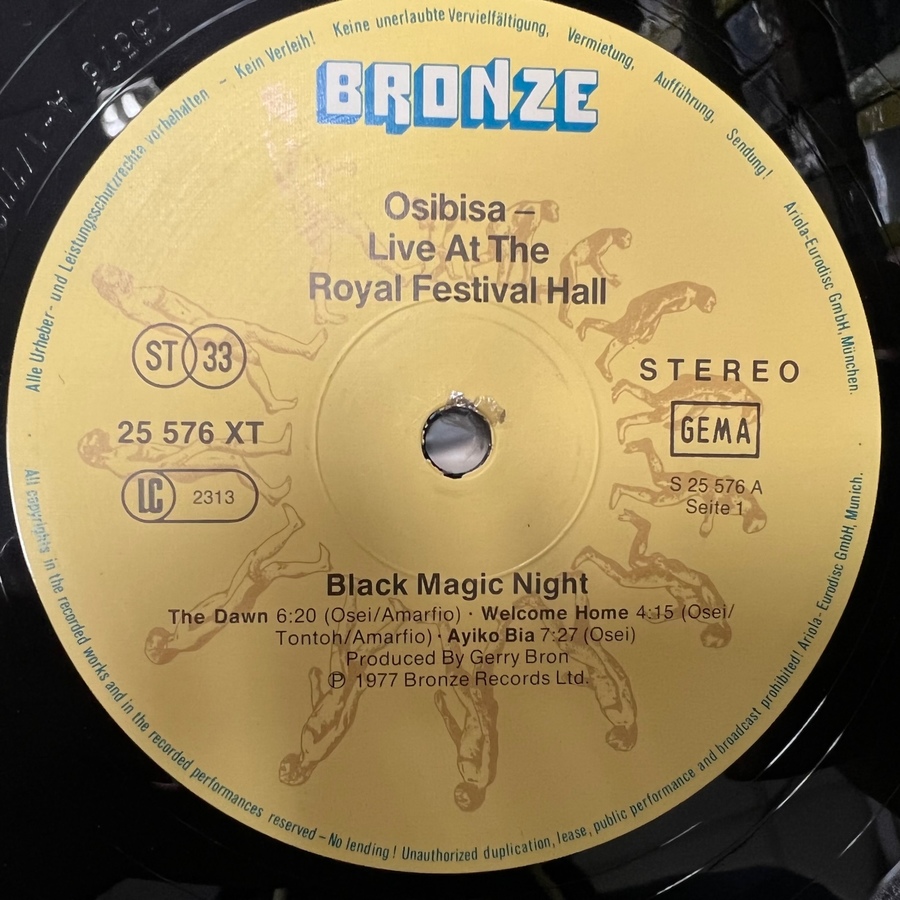 Alle Urheber- und Leistungsschutzrechte vorbehalten – Kein Verleih! Keine unerlaubte Vervielfältigung, Vermietung, Aufführung, Sendung!
Ariola-Eurodisc GmbH, München.
BRONZE
Osibisa –
Live At The
Royal Festival Hall
ST 33
STEREO
25 576 XT
GEMA
LC 2313
S 25 576 A
Seite 1
Black Magic Night
The Dawn 6:20 (Osei/Amarfio) · Welcome Home 4:15 (Osei/
Tontoh/Amarfio) · Ayiko Bia 7:27 (Osei)
Produced By Gerry Bron
℗ 1977 Bronze Records Ltd.
All copyrights in the recorded works and in the recorded performances reserved – No lending! Unauthorized duplication, lease, public performance and broadcast prohibited! Ariola-Eurodisc GmbH, Munich.